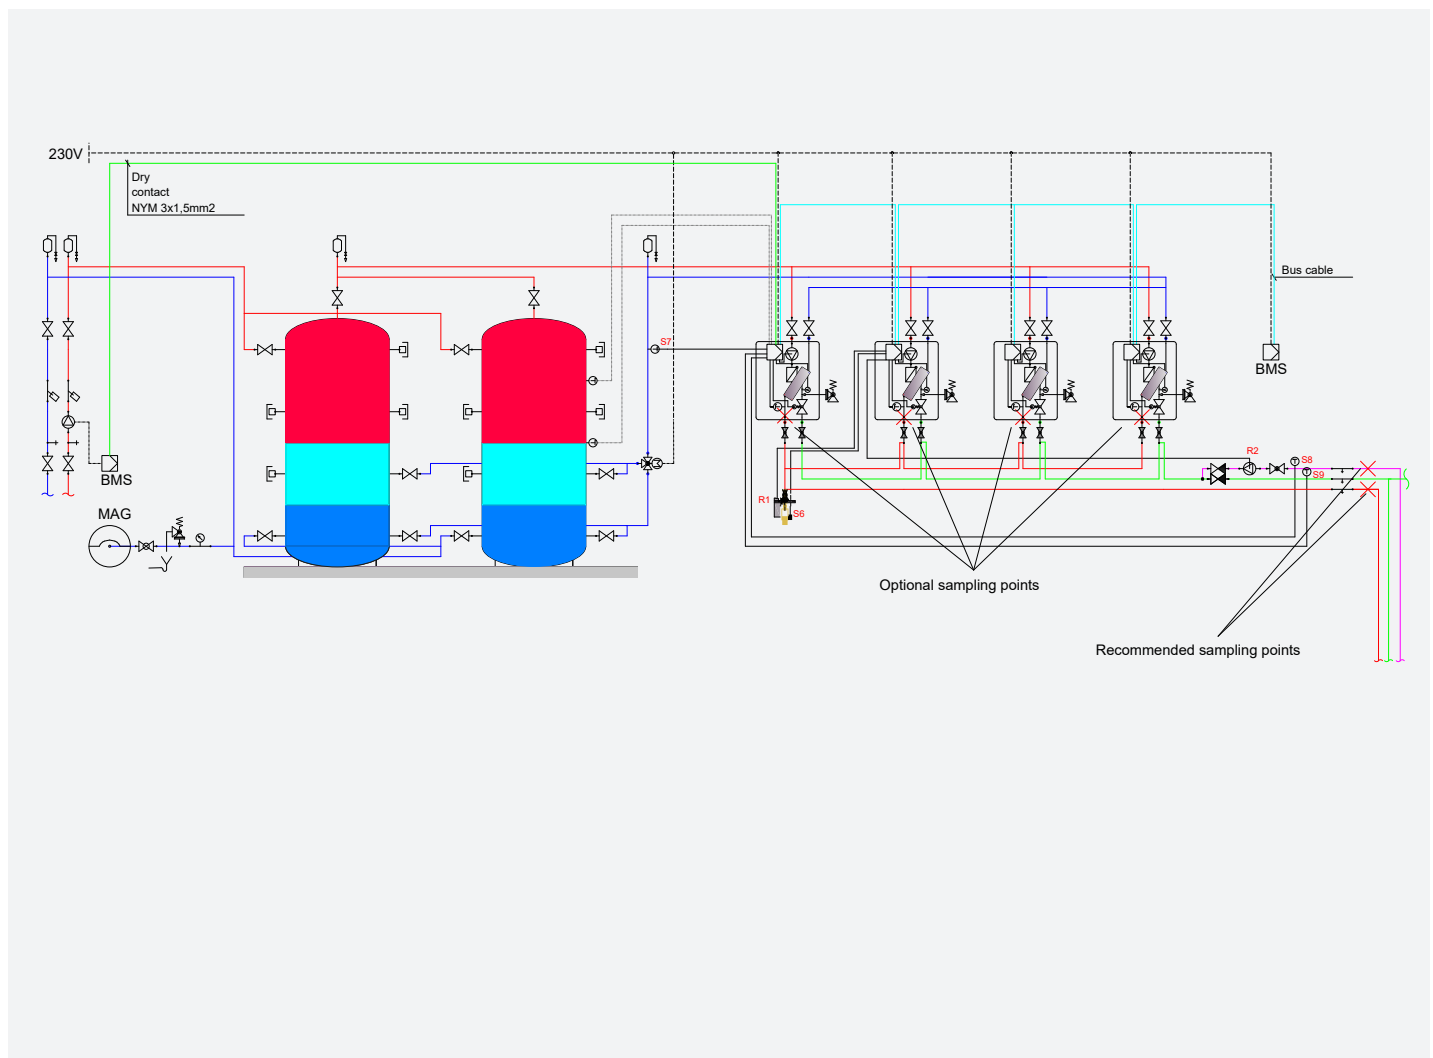 230V
Dry
contact
NYM 3x1,5mm2
Bus cable
S7
BMS
BMS
R2
S8
S9
R1
S6
MAG
Optional sampling points
Recommended sampling points